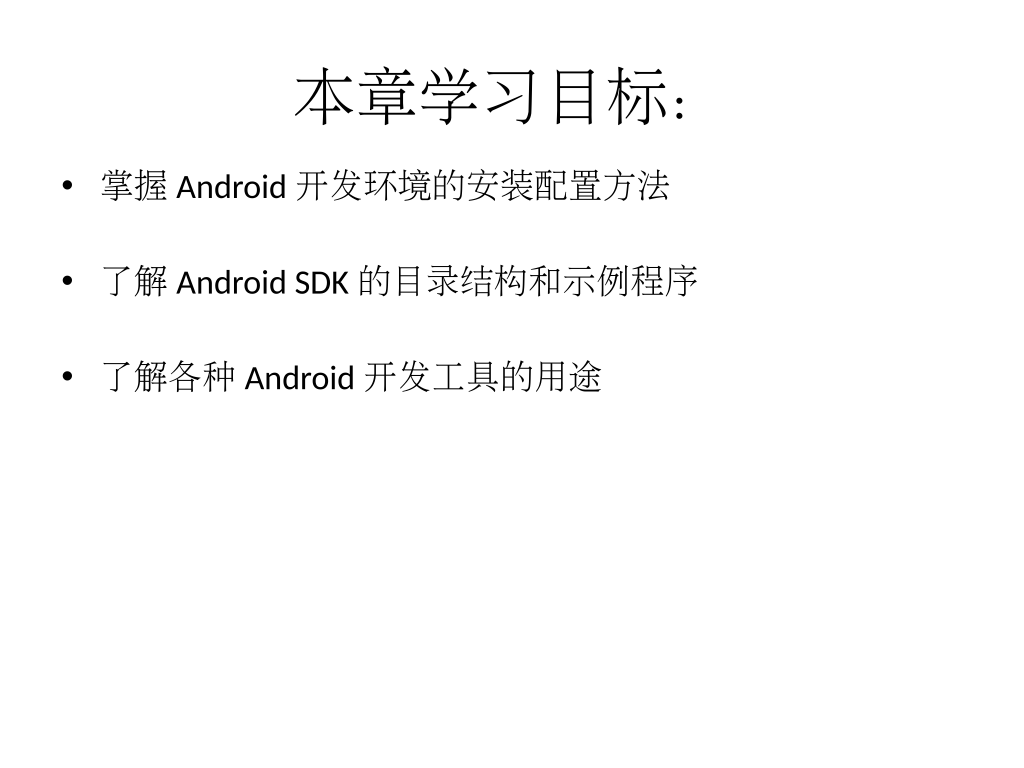 本章学习目标：
• 掌握 Android 开发环境的安装配置方法
• 了解 Android SDK 的目录结构和示例程序
• 了解各种 Android 开发工具的用途